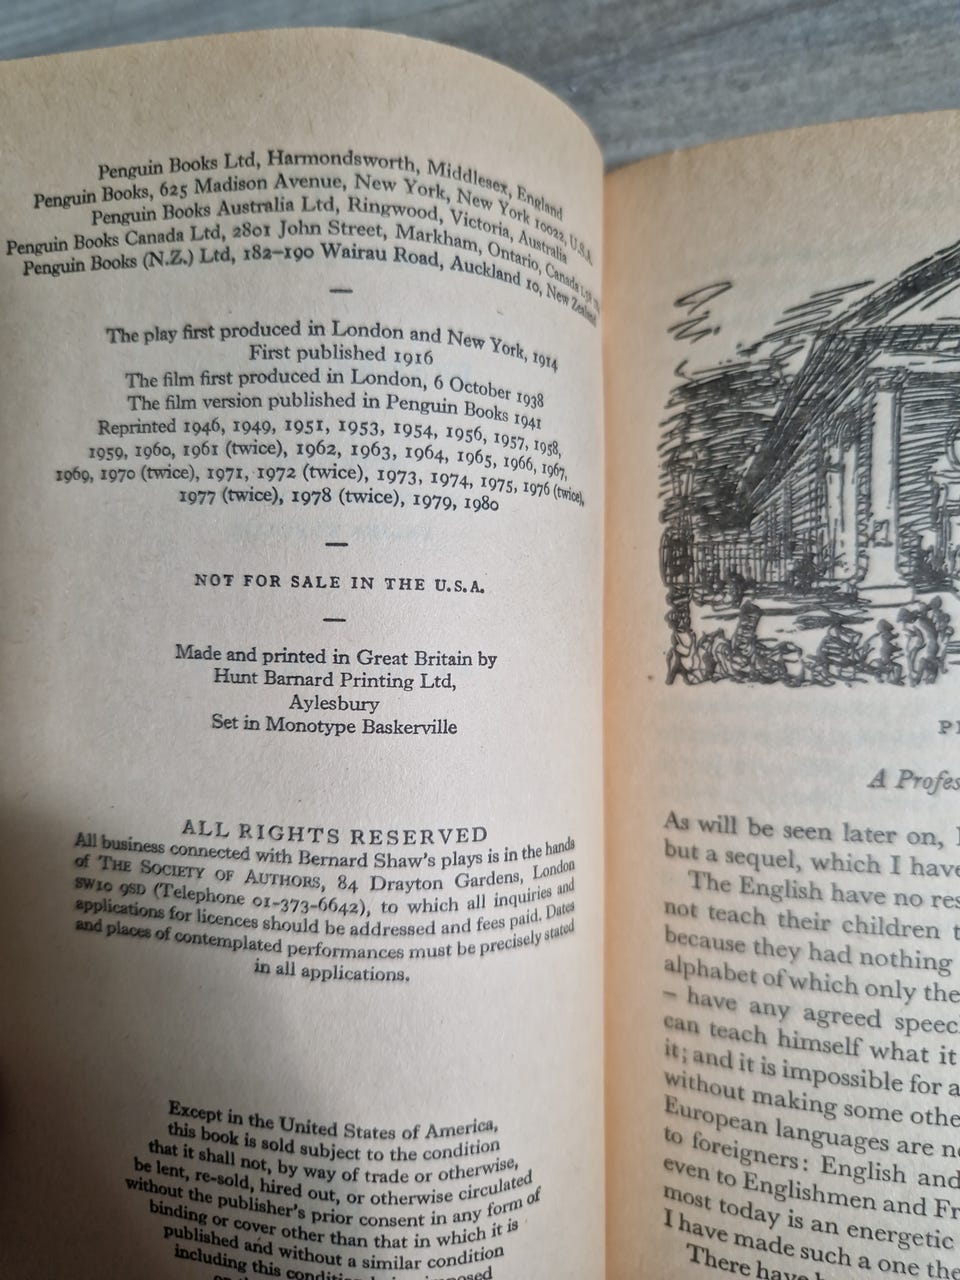 Penguin Books Ltd, Harmondsworth, Middlesex, England
Penguin Books, 625 Madison Avenue, New York, New York 10022, U.S.A.
Penguin Books Australia Ltd, Ringwood, Victoria, Australia
Penguin Books Canada Ltd, 2801 John Street, Markham, Ontario, Canada
Penguin Books (N.Z.) Ltd, 182–190 Wairau Road, Auckland 10, New Zealand
—
The play first produced in London and New York, 1914
First published 1916
The film first produced in London, 6 October 1938
The film version published in Penguin Books 1941
Reprinted 1946, 1949, 1951, 1953, 1954, 1956, 1957, 1958,
1959, 1960, 1961 (twice), 1962, 1963, 1964, 1965, 1966, 1967,
1969, 1970 (twice), 1971, 1972 (twice), 1973, 1974, 1975, 1976 (twice),
1977 (twice), 1978 (twice), 1979, 1980
—
NOT FOR SALE IN THE U.S.A.
—
Made and printed in Great Britain by
Hunt Barnard Printing Ltd,
Aylesbury
Set in Monotype Baskerville
ALL RIGHTS RESERVED
All business connected with Bernard Shaw's plays is in the hands
of THE SOCIETY OF AUTHORS, 84 Drayton Gardens, London
SW10 9SD (Telephone 01-373-6642), to which all inquiries and
applications for licences should be addressed and fees paid. Dates
and places of contemplated performances must be precisely stated
in all applications.
Except in the United States of America,
this book is sold subject to the condition
that it shall not, by way of trade or otherwise,
be lent, re-sold, hired out, or otherwise circulated
without the publisher's prior consent in any form of
binding or cover other than that in which it is
published and without a similar condition
including this condition being imposed
A Profes
As will be seen later on,
but a sequel, which I have
The English have no res
not teach their children t
because they had nothing
alphabet of which only the
– have any agreed speec
can teach himself what it
it; and it is impossible for a
without making some othe
European languages are no
to foreigners: English and
even to Englishmen and Fr
most today is an energetic
I have made such a one the
There have